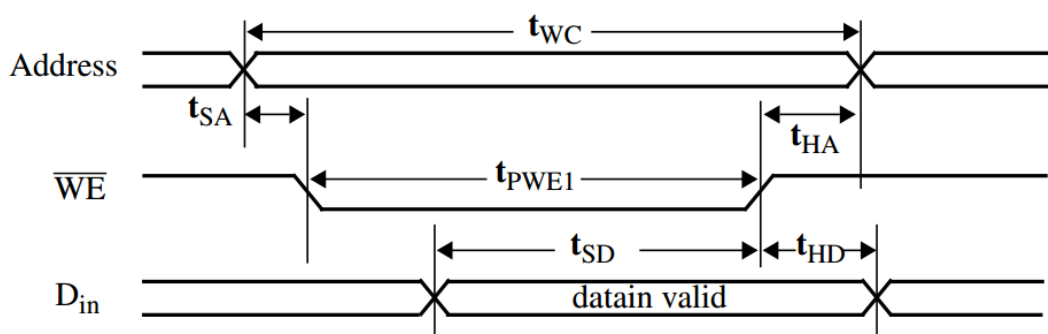 tWC
Address
tSA
tHA
WE
tPWE1
tSD
tHD
Din
datain valid